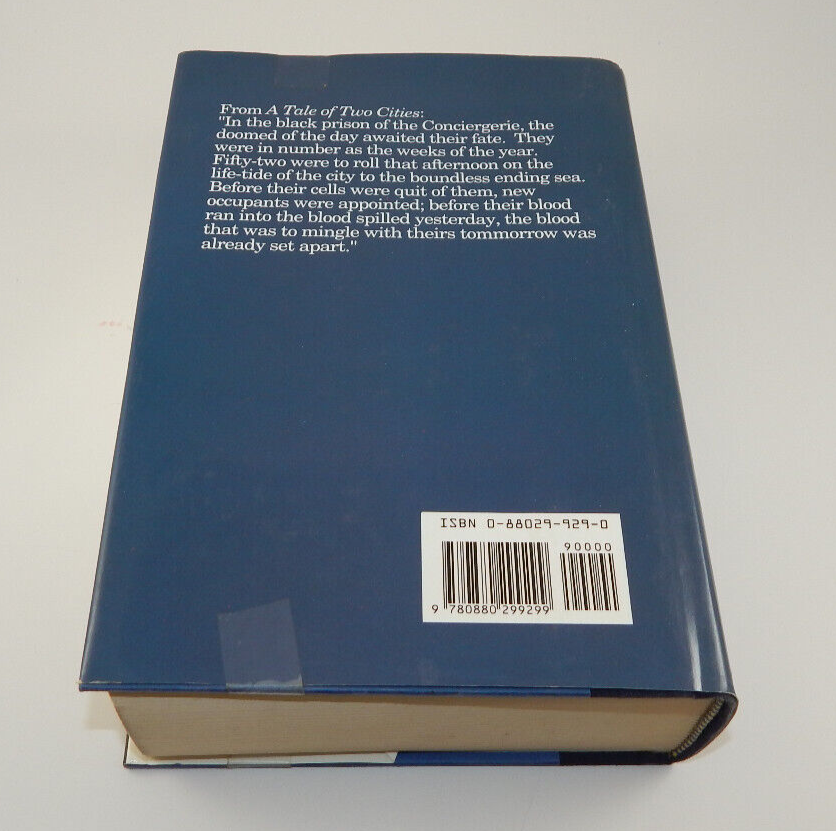 From A Tale of Two Cities:
"In the black prison of the Conciergerie, the
doomed of the day awaited their fate. They
were in number as the weeks of the year.
Fifty-two were to roll that afternoon on the
life-tide of the city to the boundless ending sea.
Before their cells were quit of them, new
occupants were appointed; before their blood
ran into the blood spilled yesterday, the blood
that was to mingle with theirs tommorrow was
already set apart."
ISBN 0-88029-929-0
90000
9 780880 299299